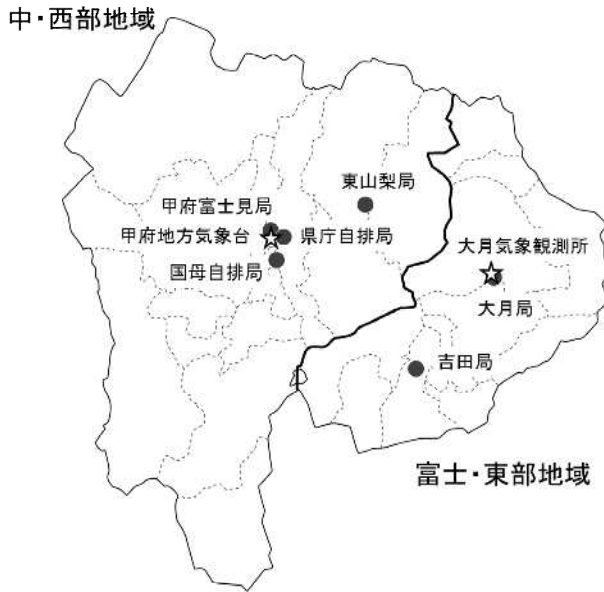 中・西部地域
東山梨局
甲府富士見局
甲府地方気象台
県庁自排局
国母自排局
大月気象観測所
大月局
吉田局
富士・東部地域